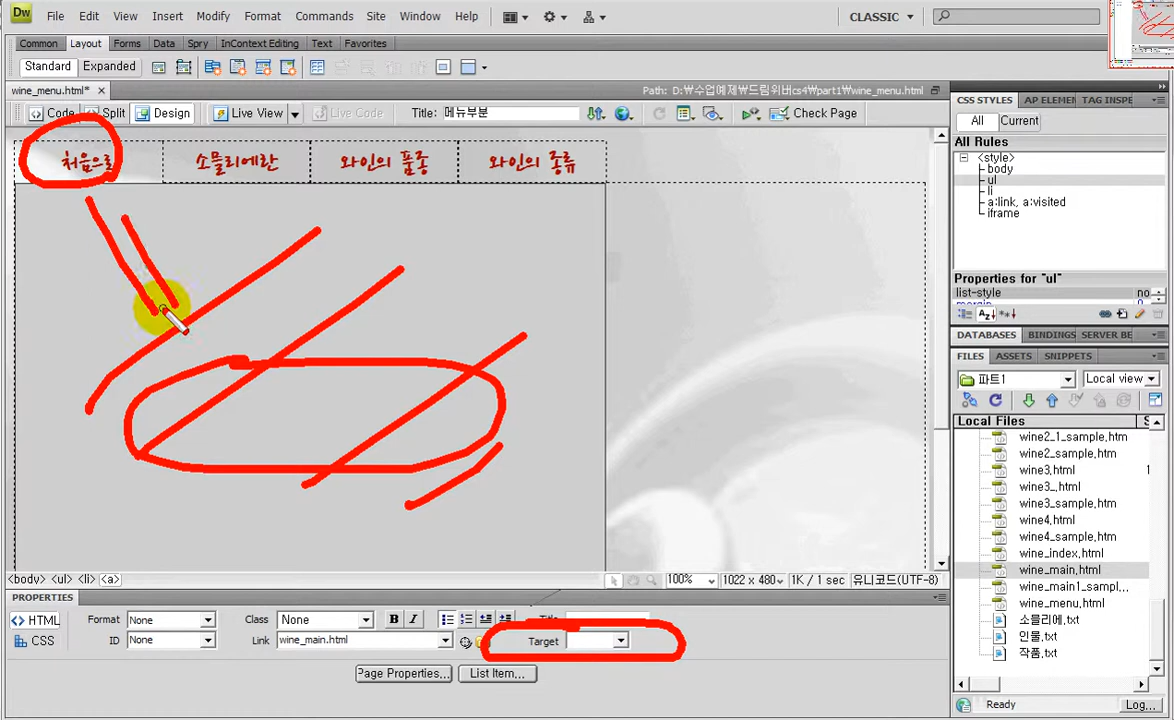 Dw File Edit View Insert Modify Format Commands Site Window Help CLASSIC
Common Layout Forms Data Spry InContext Editing Text Favorites
Standard Expanded
wine_menu.html* Path: D:₩수업예제₩드림위버cs4₩part1₩wine_menu.html
Code Split Design Live View Live Code Title: 메뉴부분 Check Page
처음으로 소믈리에란 와인의 품종 와인의 종류
CSS STYLES AP ELEMEN TAG INSPE
All Current
All Rules
<style>
body
ul
li
a:link, a:visited
iframe
Properties for "ul"
list-style no
margin 0
DATABASES BINDINGS SERVER BE
FILES ASSETS SNIPPETS
파트1 Local view
Local Files S
wine2_1_sample.htm
wine2_sample.htm
wine3.html 1
wine3_.html
wine3_sample.htm
wine4.html
wine4_sample.htm
wine_index.html
wine_main.html
wine_main1_sampl...
wine_menu.html
소믈리에.txt
인물.txt
작품.txt
Ready Log...
<body> <ul> <li> <a> 100% 1022 x 480 1K / 1 sec 유니코드(UTF-8)
PROPERTIES
HTML Format None Class None B I Title
CSS ID None Link wine_main.html Target
Page Properties... List Item...